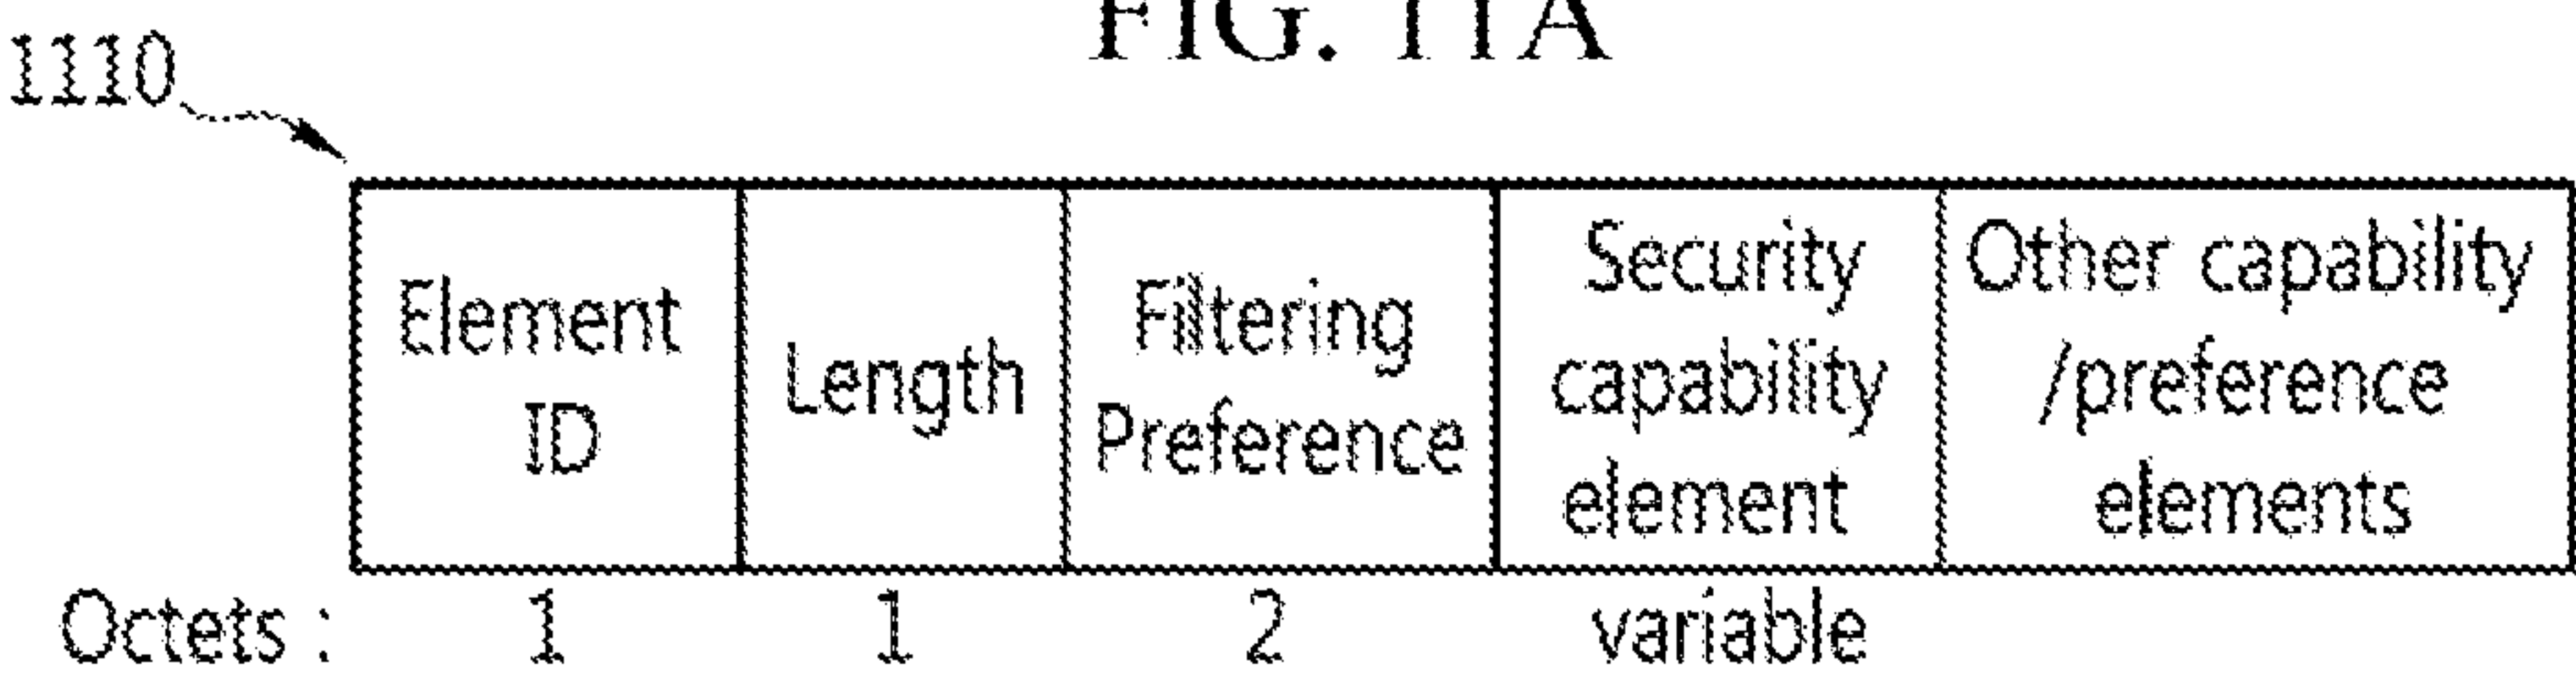 FIG. 11A
1110
Element
ID
Length
Filtering
Preference
Security
capability
element
Other capability
/preference
elements
Octets : 1 1 2 variable